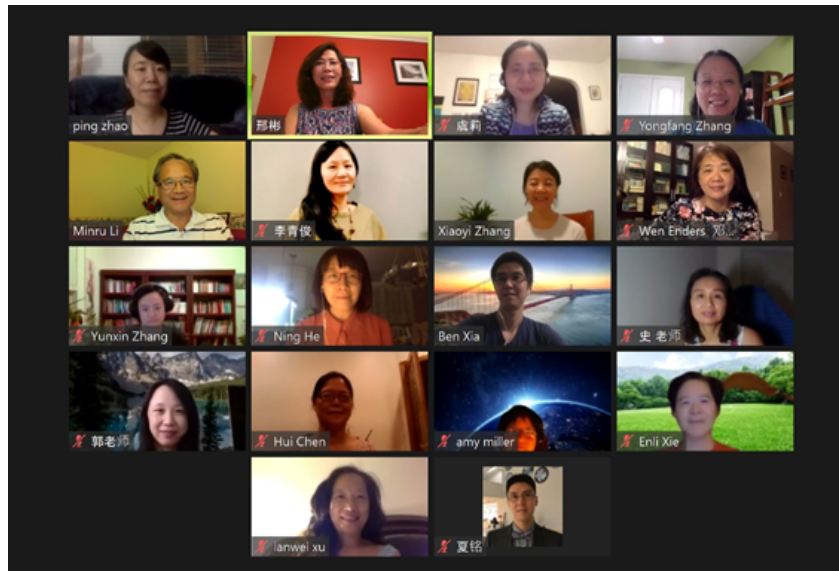 ping zhao
邢彬
虞莉
Yongfang Zhang
Minru Li
李青俊
Xiaoyi Zhang
Wen Enders 邓...
Yunxin Zhang
Ning He
Ben Xia
史 老师
郭老师
Hui Chen
amy miller
Enli Xie
ianwei xu
夏铭